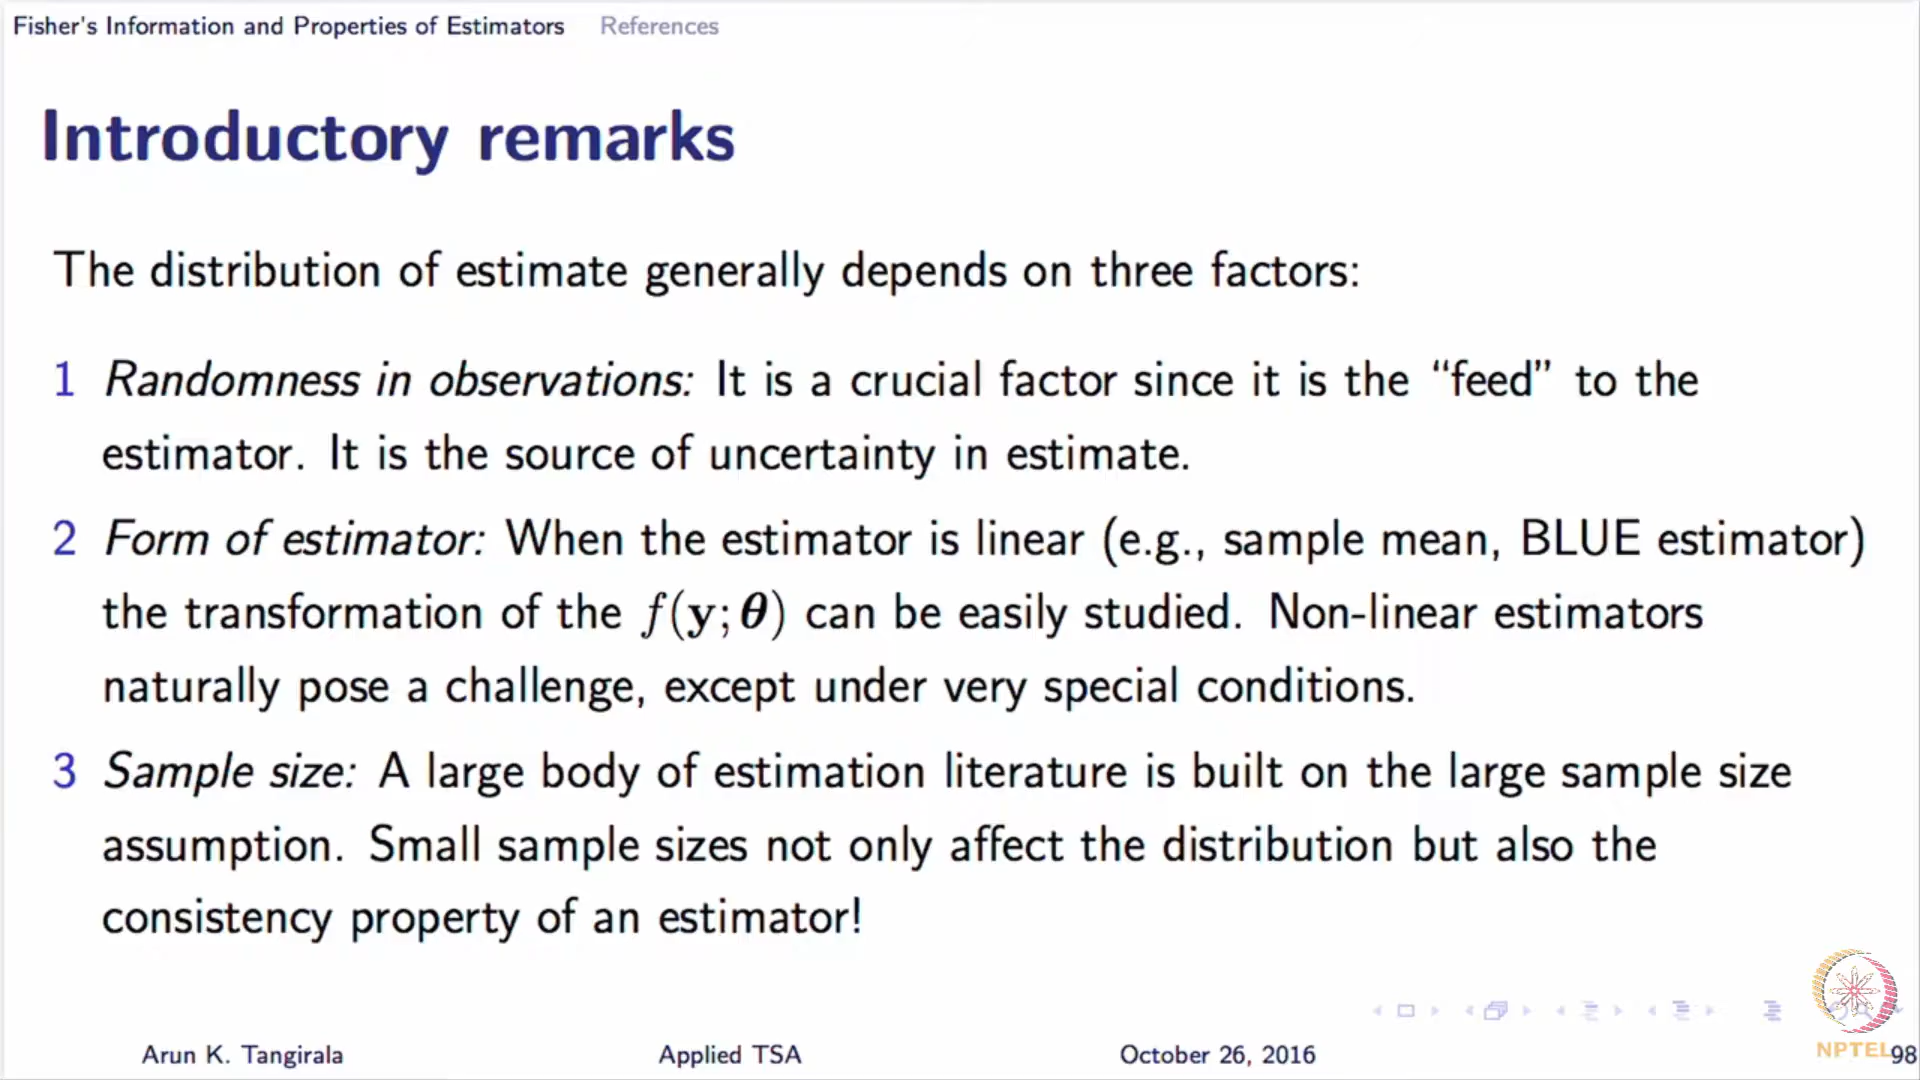 Fisher's Information and Properties of Estimators References
Introductory remarks
The distribution of estimate generally depends on three factors:
1 Randomness in observations: It is a crucial factor since it is the “feed” to the
estimator. It is the source of uncertainty in estimate.
2 Form of estimator: When the estimator is linear (e.g., sample mean, BLUE estimator)
the transformation of the f(y; θ) can be easily studied. Non-linear estimators
naturally pose a challenge, except under very special conditions.
3 Sample size: A large body of estimation literature is built on the large sample size
assumption. Small sample sizes not only affect the distribution but also the
consistency property of an estimator!
NPTEL
Arun K. Tangirala Applied TSA October 26, 2016 98